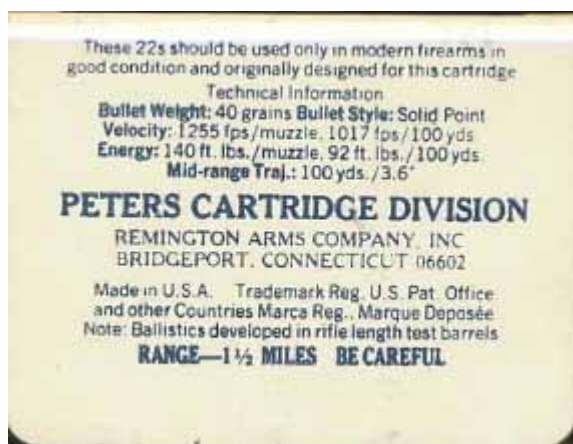 These 22s should be used only in modern firearms in
good condition and originally designed for this cartridge
Technical Information
Bullet Weight: 40 grains Bullet Style: Solid Point
Velocity: 1255 fps/muzzle, 1017 fps/100 yds.
Energy: 140 ft. lbs./muzzle, 92 ft. lbs./100 yds.
Mid-range Traj.: 100 yds./3.6"
PETERS CARTRIDGE DIVISION
REMINGTON ARMS COMPANY, INC
BRIDGEPORT, CONNECTICUT 06602
Made in U.S.A. Trademark Reg. U.S. Pat. Office
and other Countries Marca Reg., Marque Deposée
Note: Ballistics developed in rifle length test barrels
RANGE—1½ MILES BE CAREFUL